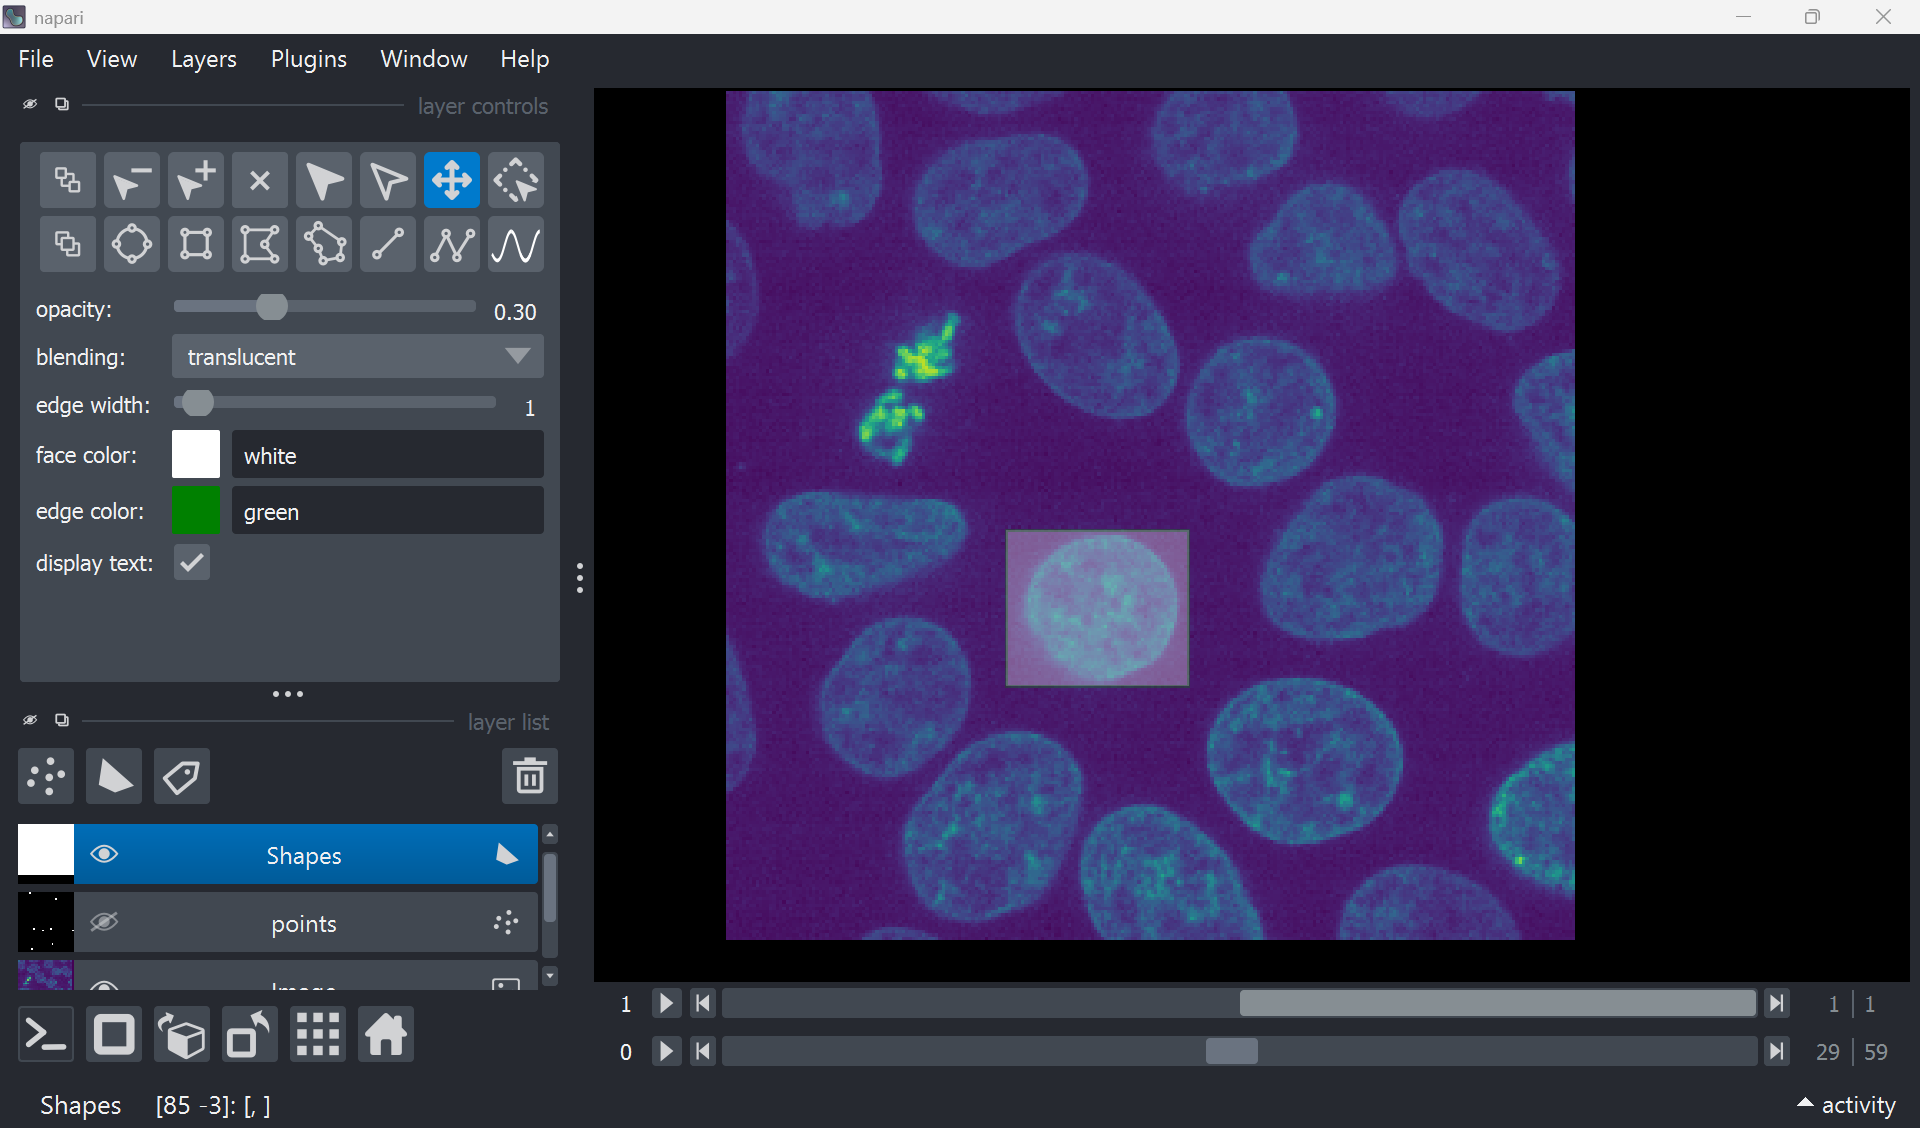 napari
File View Layers Plugins Window Help
layer controls
opacity: 0.30
blending: translucent
edge width: 1
face color: white
edge color: green
display text:
layer list
Shapes
points
Image
1 1 | 1
0 29 | 59
Shapes [85 -3]: [, ]
activity